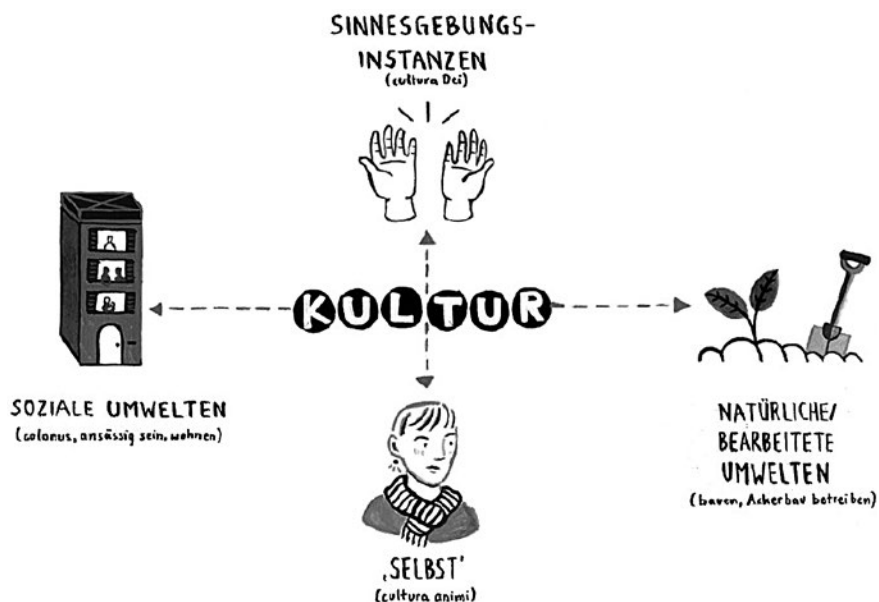 SINNESGEBUNGS-
INSTANZEN
(cultura Dei)
KULTUR
SOZIALE UMWELTEN
(colonus, ansässig sein, wohnen)
NATÜRLICHE/
BEARBEITETE
UMWELTEN
(bauen, Ackerbau betreiben)
‚SELBST‘
(cultura animi)